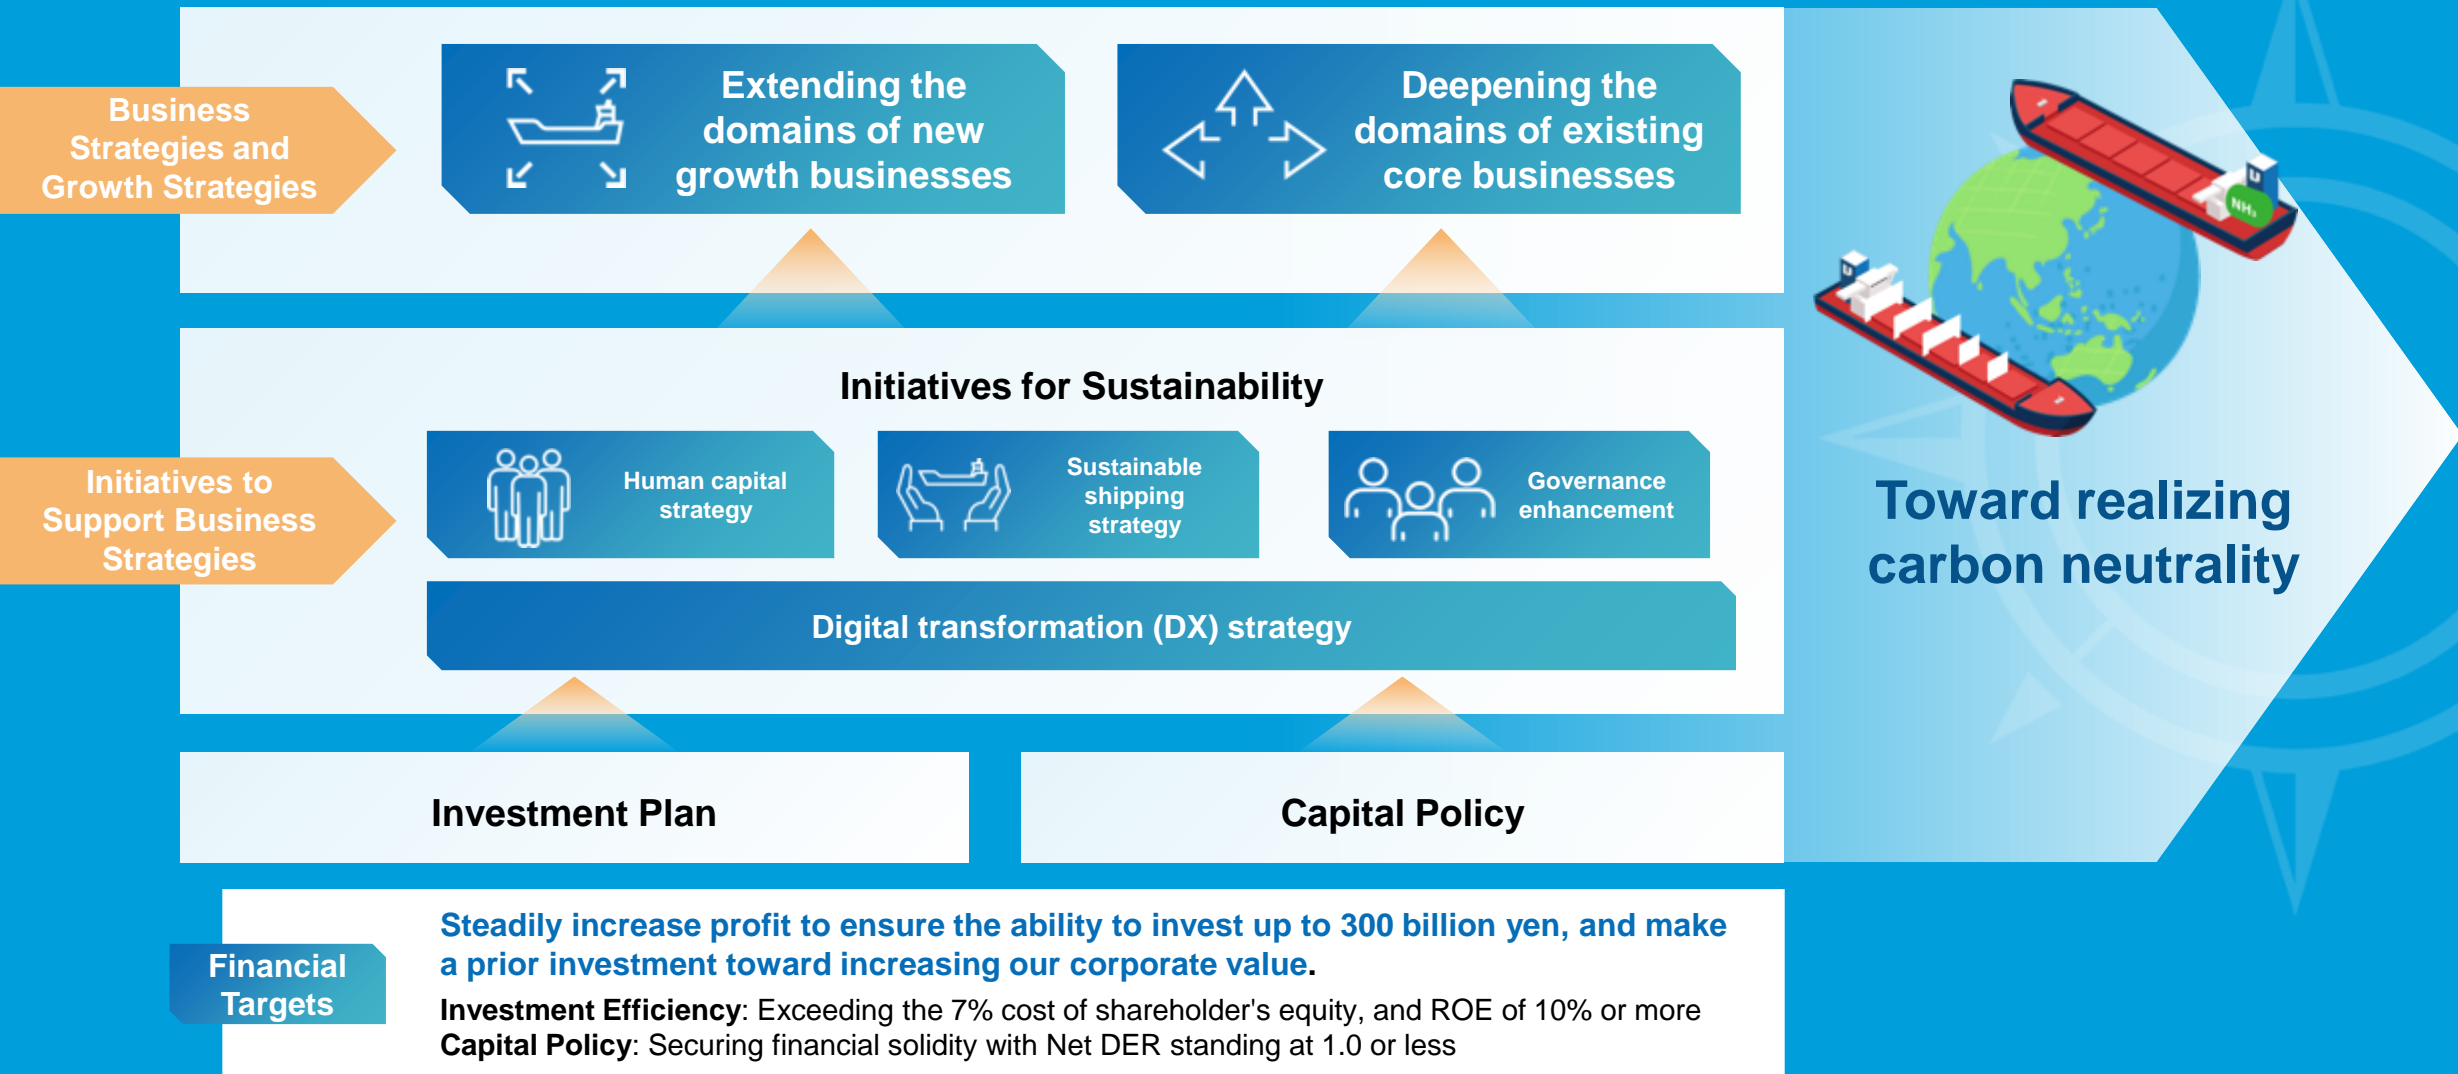 Business
Strategies and
Growth Strategies
Extending the
domains of new
growth businesses
Deepening the
domains of existing
core businesses
NH₃
U
U
Initiatives to
Support Business
Strategies
Initiatives for Sustainability
Human capital
strategy
Sustainable
shipping
strategy
Governance
enhancement
Digital transformation (DX) strategy
Toward realizing
carbon neutrality
Investment Plan
Capital Policy
Financial
Targets
Steadily increase profit to ensure the ability to invest up to 300 billion yen, and make
a prior investment toward increasing our corporate value.
Investment Efficiency: Exceeding the 7% cost of shareholder's equity, and ROE of 10% or more
Capital Policy: Securing financial solidity with Net DER standing at 1.0 or less